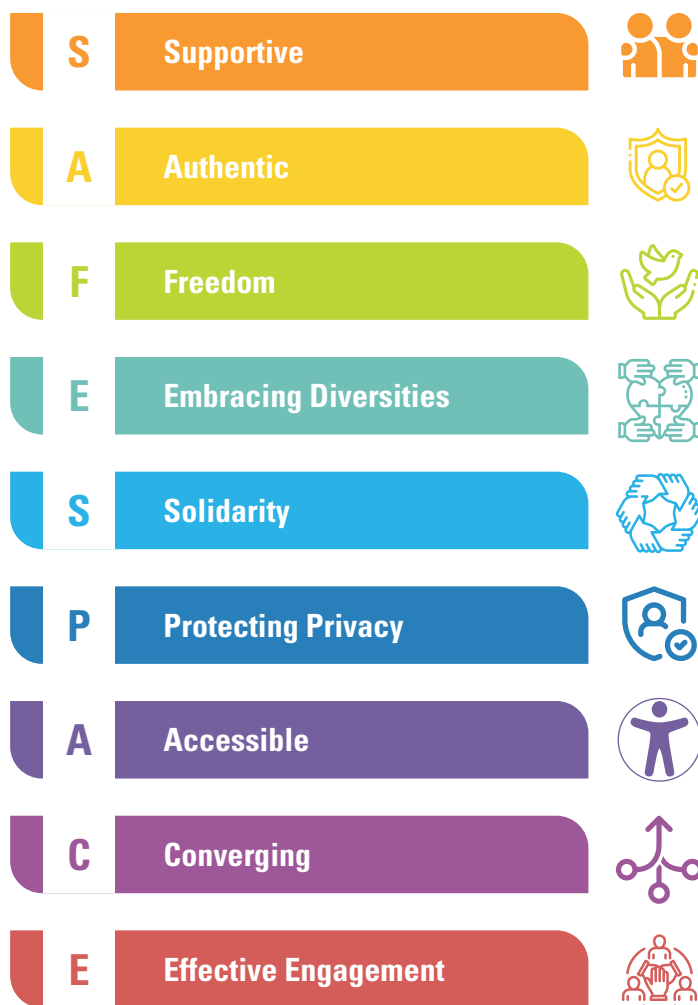 S Supportive
A Authentic
F Freedom
E Embracing Diversities
S Solidarity
P Protecting Privacy
A Accessible
C Converging
E Effective Engagement